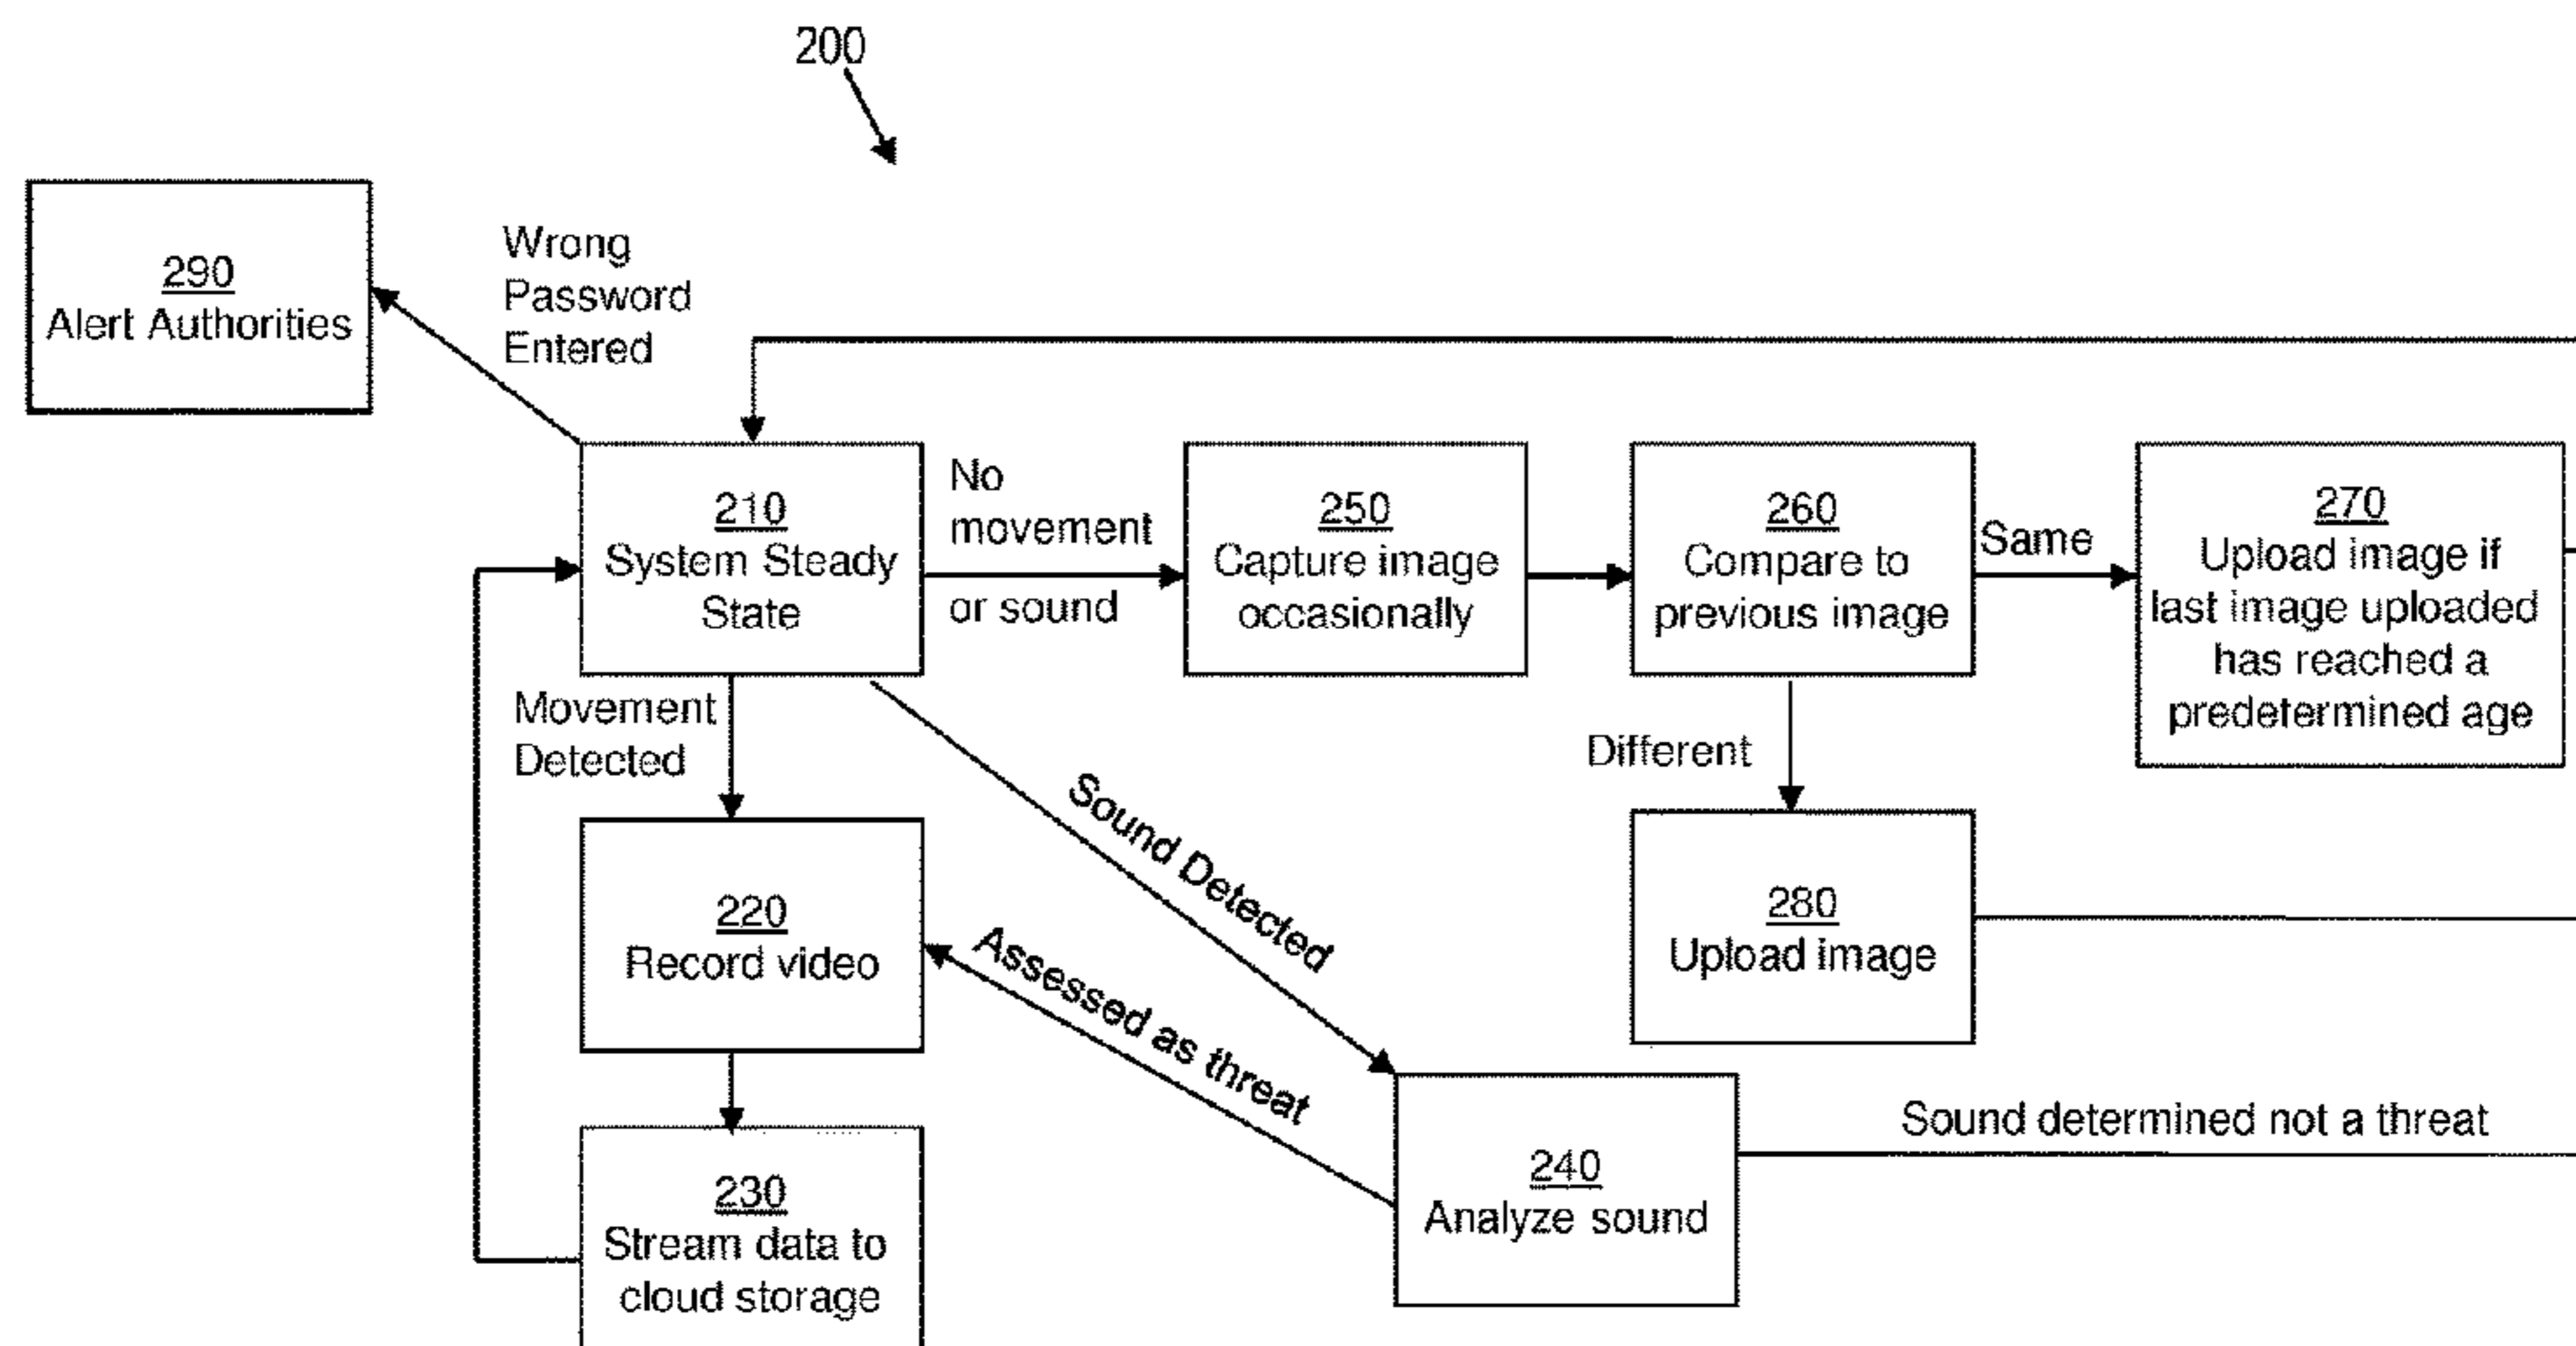 200
290
Alert Authorities
Wrong
Password
Entered
210
System Steady
State
No
movement
or sound
250
Capture image
occasionally
260
Compare to
previous image
Same
270
Upload image if
last image uploaded
has reached a
predetermined age
Movement
Detected
Different
Sound Detected
220
Record video
Assessed as threat
280
Upload image
230
Stream data to
cloud storage
240
Analyze sound
Sound determined not a threat